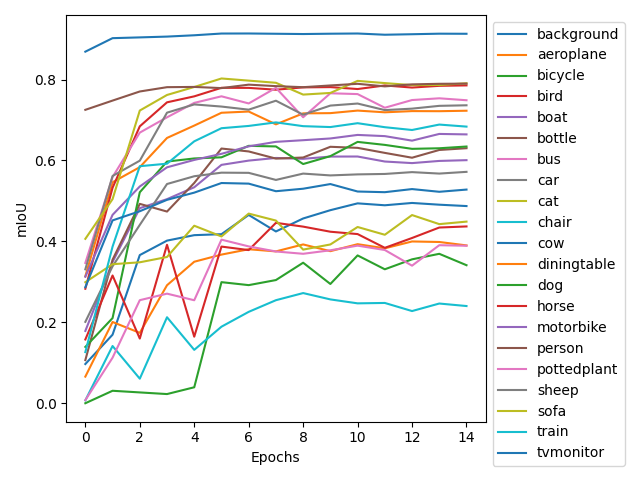 mIoU
0.8
0.6
0.4
0.2
0.0
0 2 4 6 8 10 12 14
Epochs
background
aeroplane
bicycle
bird
boat
bottle
bus
car
cat
chair
cow
diningtable
dog
horse
motorbike
person
pottedplant
sheep
sofa
train
tvmonitor